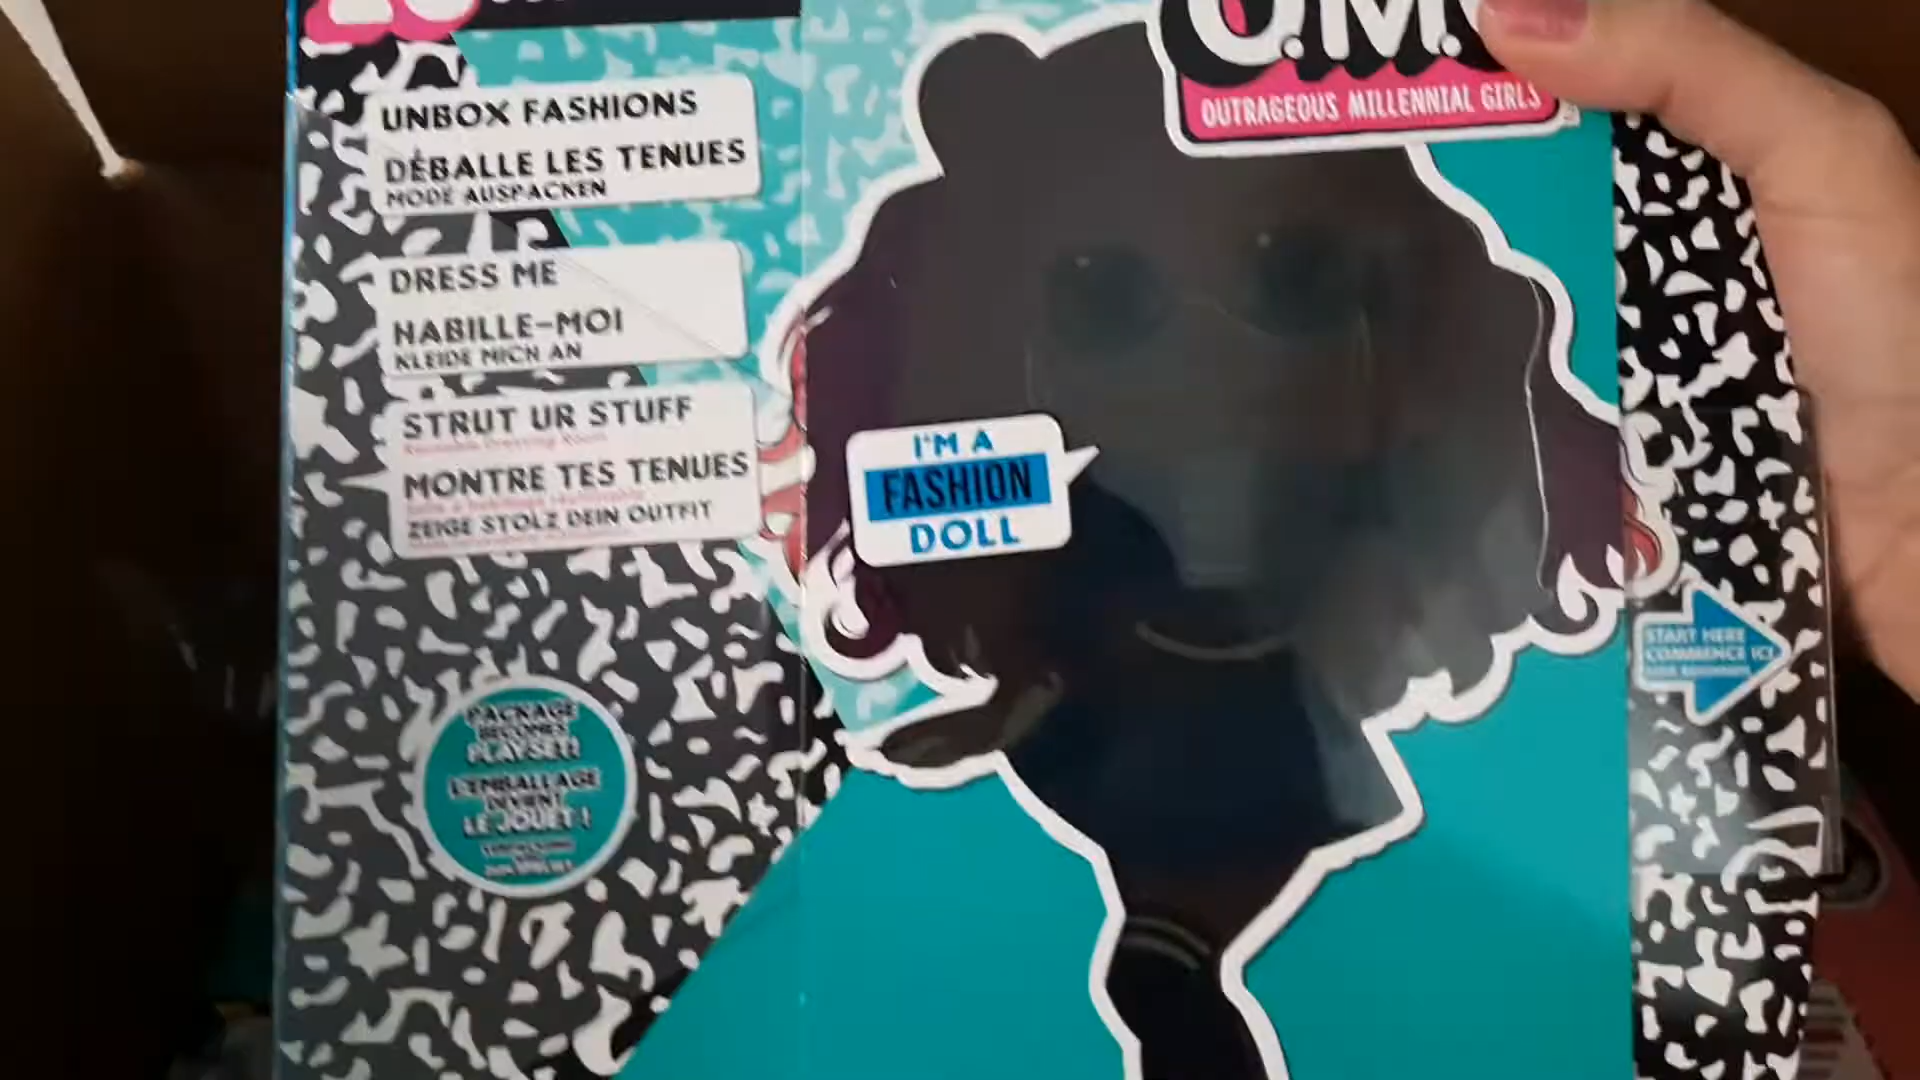 UNBOX FASHIONS
DÉBALLE LES TENUES
MODE AUSPACKEN
DRESS ME
HABILLE-MOI
KLEIDE MICH AN
STRUT UR STUFF
MONTRE TES TENUES
ZEIGE STOLZ DEIN OUTFIT
PACKAGE
BECOMES
PLAYSET!
L'EMBALLAGE
DEVIENT
LE JOUET !
O.M.
OUTRAGEOUS MILLENNIAL GIRLS
I'M A
FASHION
DOLL
START HERE
COMMENCE ICI